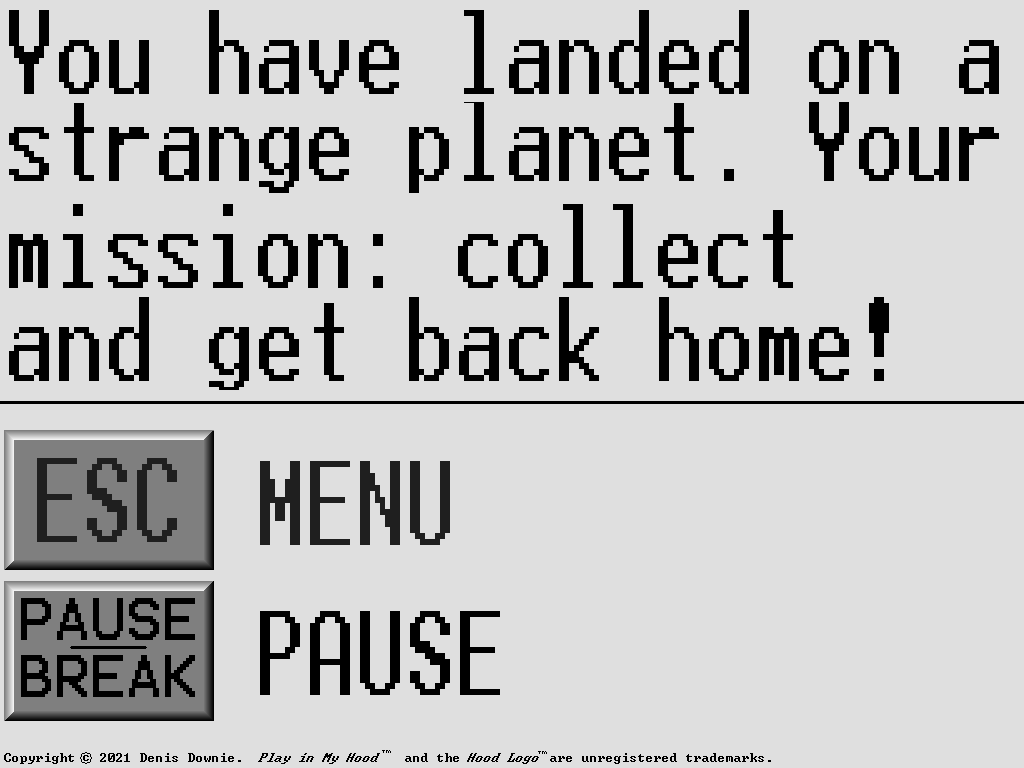 You have landed on a
strange planet. Your
mission: collect
and get back home!
ESC MENU
PAUSE
BREAK
PAUSE
Copyright © 2021 Denis Downie. Play in My Hood™ and the Hood Logo™ are unregistered trademarks.